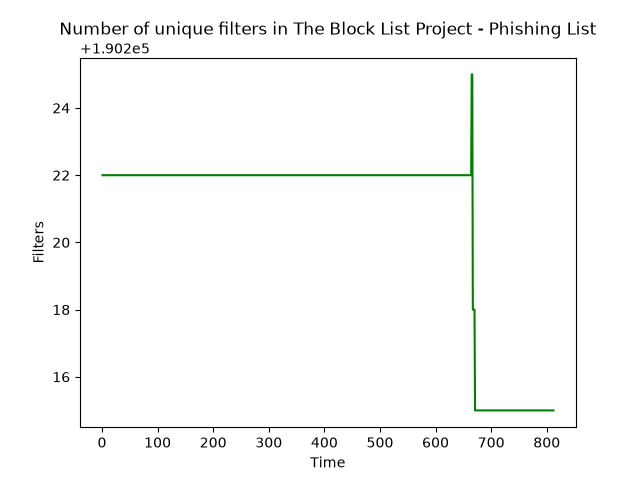 Number of unique filters in The Block List Project - Phishing List
+1.902e5
24
22
20
18
16
Filters
0 100 200 300 400 500 600 700 800
Time